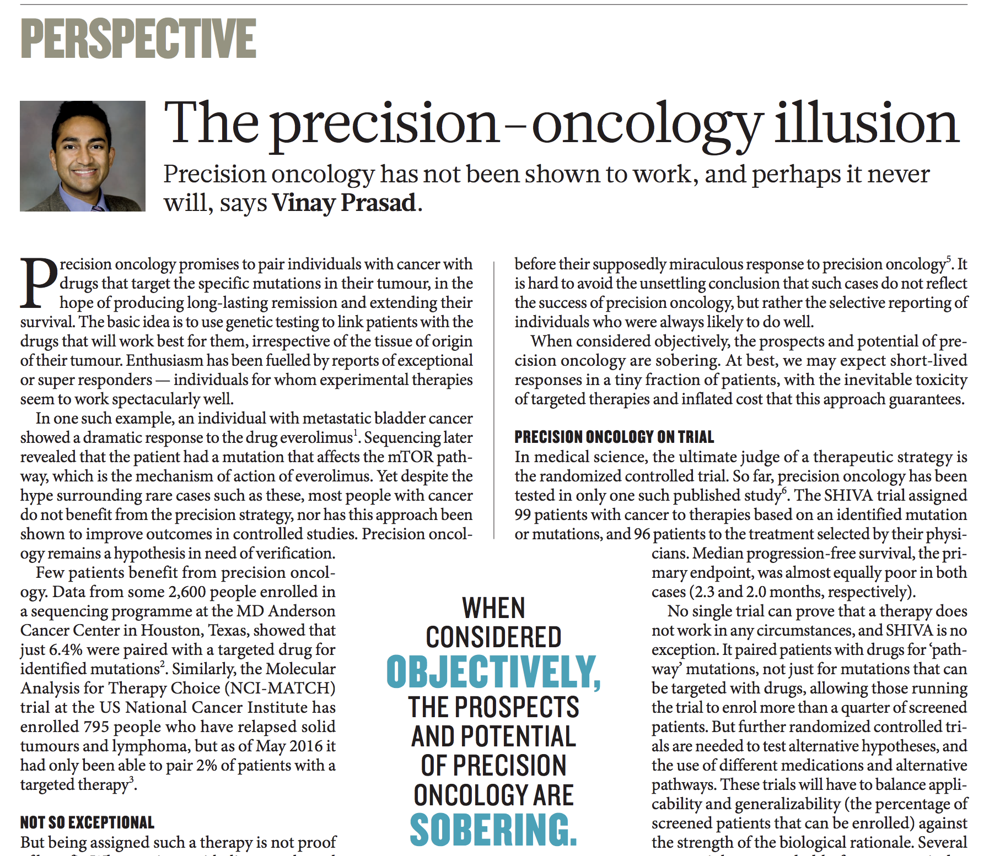 PERSPECTIVE
The precision–oncology illusion
Precision oncology has not been shown to work, and perhaps it never
will, says Vinay Prasad.
Precision oncology promises to pair individuals with cancer with
drugs that target the specific mutations in their tumour, in the
hope of producing long-lasting remission and extending their
survival. The basic idea is to use genetic testing to link patients with the
drugs that will work best for them, irrespective of the tissue of origin
of their tumour. Enthusiasm has been fuelled by reports of exceptional
or super responders — individuals for whom experimental therapies
seem to work spectacularly well.
In one such example, an individual with metastatic bladder cancer
showed a dramatic response to the drug everolimus¹. Sequencing later
revealed that the patient had a mutation that affects the mTOR path-
way, which is the mechanism of action of everolimus. Yet despite the
hype surrounding rare cases such as these, most people with cancer
do not benefit from the precision strategy, nor has this approach been
shown to improve outcomes in controlled studies. Precision oncol-
ogy remains a hypothesis in need of verification.
Few patients benefit from precision oncol-
ogy. Data from some 2,600 people enrolled in
a sequencing programme at the MD Anderson
Cancer Center in Houston, Texas, showed that
just 6.4% were paired with a targeted drug for
identified mutations². Similarly, the Molecular
Analysis for Therapy Choice (NCI-MATCH)
trial at the US National Cancer Institute has
enrolled 795 people who have relapsed solid
tumours and lymphoma, but as of May 2016 it
had only been able to pair 2% of patients with a
targeted therapy³.
NOT SO EXCEPTIONAL
But being assigned such a therapy is not proof
WHEN
CONSIDERED
OBJECTIVELY,
THE PROSPECTS
AND POTENTIAL
OF PRECISION
ONCOLOGY ARE
SOBERING.
before their supposedly miraculous response to precision oncology⁵. It
is hard to avoid the unsettling conclusion that such cases do not reflect
the success of precision oncology, but rather the selective reporting of
individuals who were always likely to do well.
When considered objectively, the prospects and potential of pre-
cision oncology are sobering. At best, we may expect short-lived
responses in a tiny fraction of patients, with the inevitable toxicity
of targeted therapies and inflated cost that this approach guarantees.
PRECISION ONCOLOGY ON TRIAL
In medical science, the ultimate judge of a therapeutic strategy is
the randomized controlled trial. So far, precision oncology has been
tested in only one such published study⁶. The SHIVA trial assigned
99 patients with cancer to therapies based on an identified mutation
or mutations, and 96 patients to the treatment selected by their physi-
cians. Median progression-free survival, the pri-
mary endpoint, was almost equally poor in both
cases (2.3 and 2.0 months, respectively).
No single trial can prove that a therapy does
not work in any circumstances, and SHIVA is no
exception. It paired patients with drugs for ‘path-
way’ mutations, not just for mutations that can
be targeted with drugs, allowing those running
the trial to enrol more than a quarter of screened
patients. But further randomized controlled tri-
als are needed to test alternative hypotheses, and
the use of different medications and alternative
pathways. These trials will have to balance appli-
cability and generalizability (the percentage of
screened patients that can be enrolled) against
the strength of the biological rationale. Several